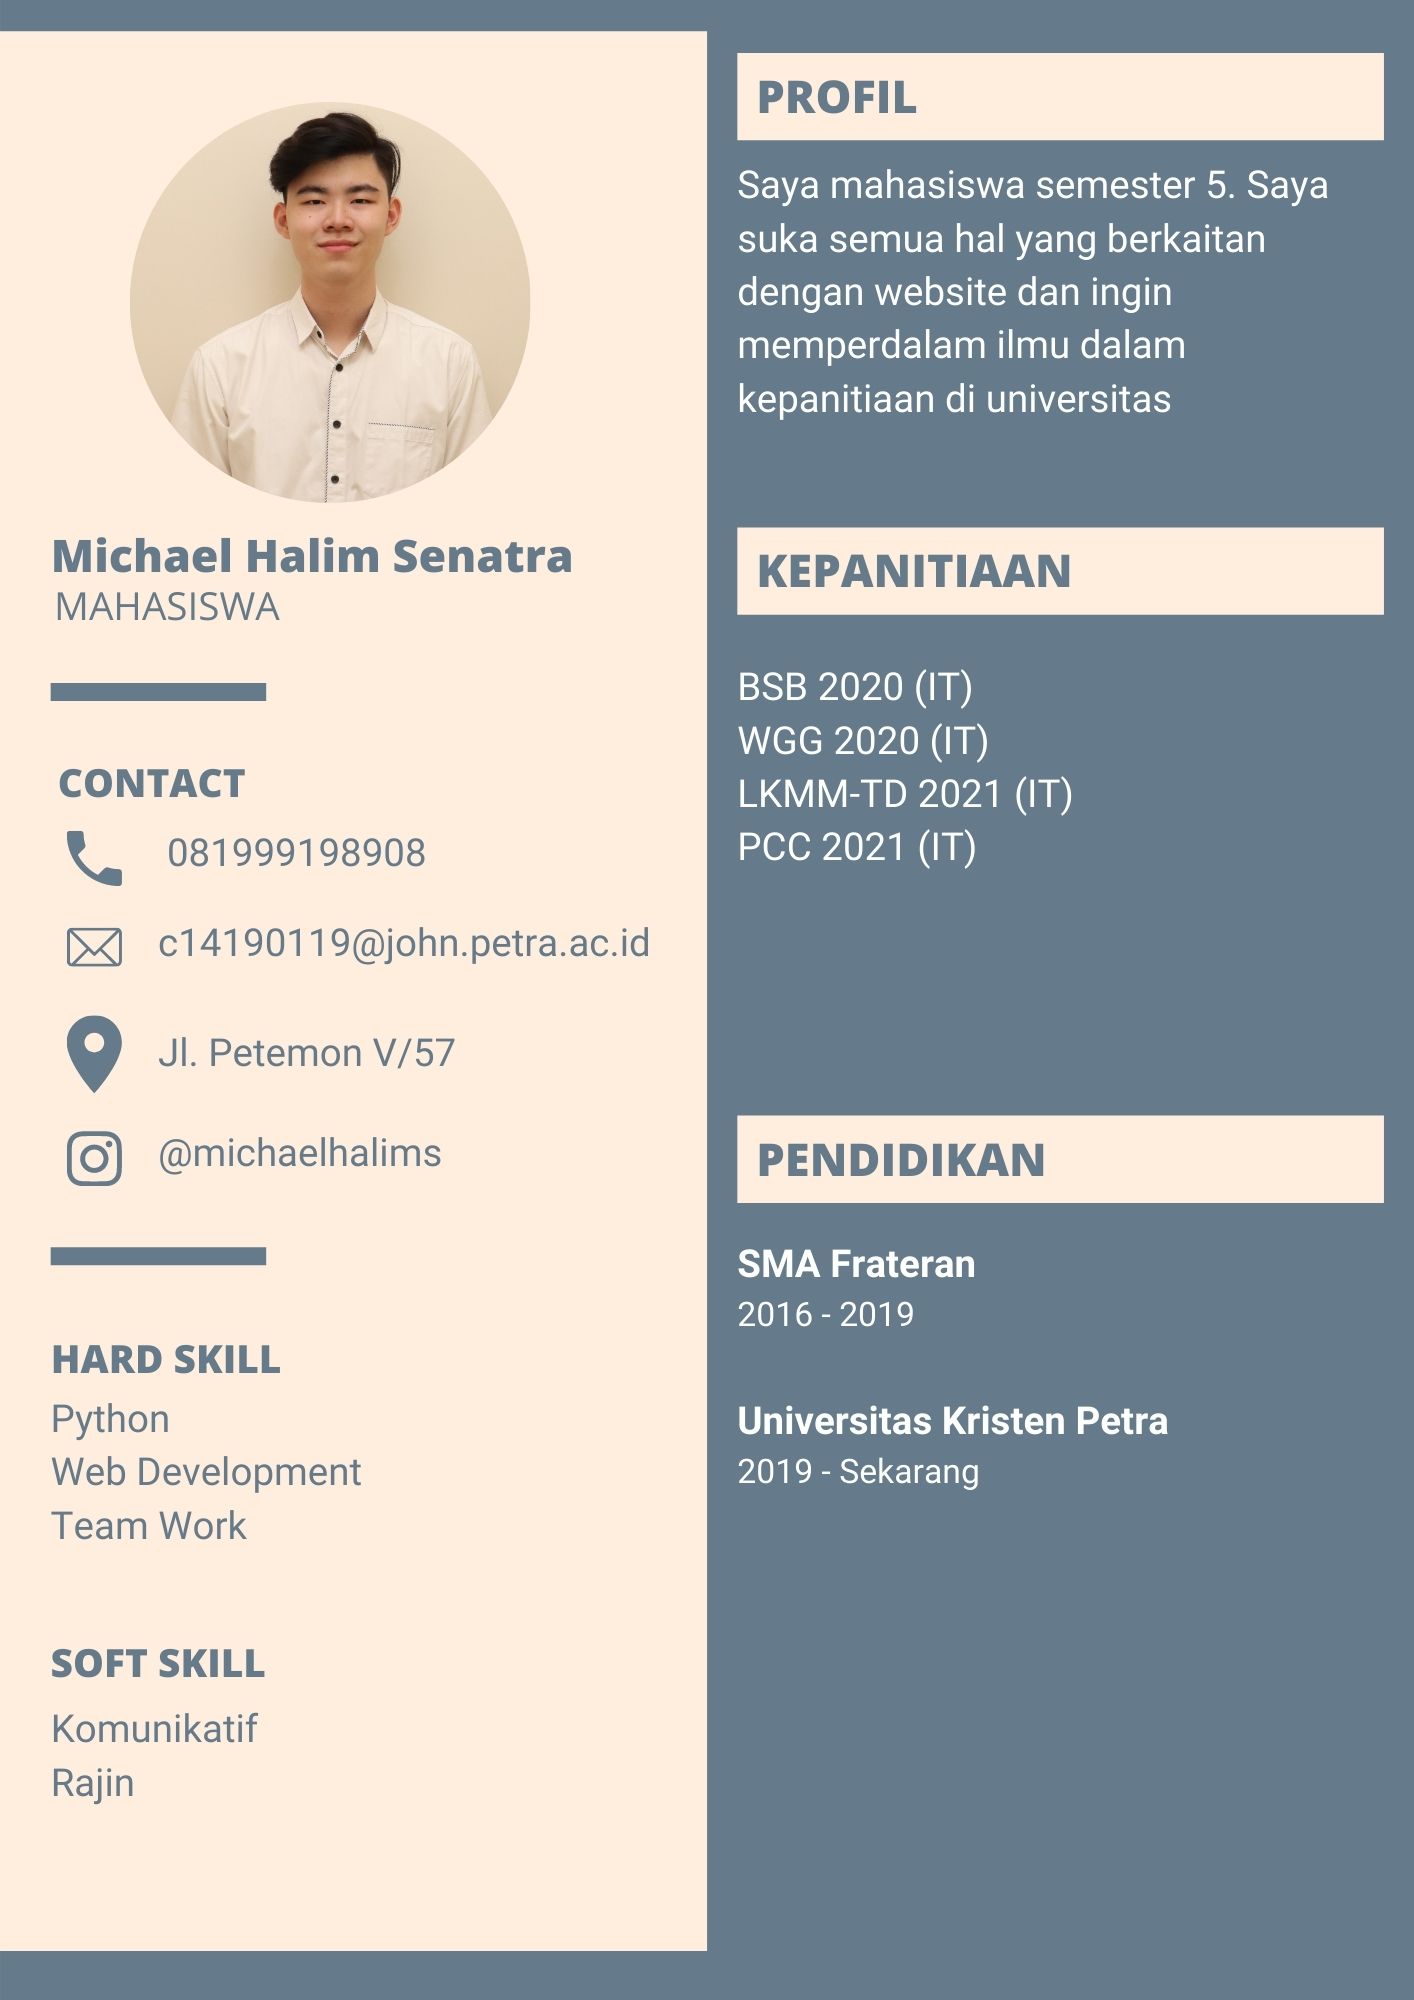 Michael Halim Senatra
MAHASISWA
CONTACT
081999198908
c14190119@john.petra.ac.id
Jl. Petemon V/57
@michaelhalims
HARD SKILL
Python
Web Development
Team Work
SOFT SKILL
Komunikatif
Rajin
PROFIL
Saya mahasiswa semester 5. Saya
suka semua hal yang berkaitan
dengan website dan ingin
memperdalam ilmu dalam
kepanitiaan di universitas
KEPANITIAAN
BSB 2020 (IT)
WGG 2020 (IT)
LKMM-TD 2021 (IT)
PCC 2021 (IT)
PENDIDIKAN
SMA Frateran
2016 - 2019
Universitas Kristen Petra
2019 - Sekarang